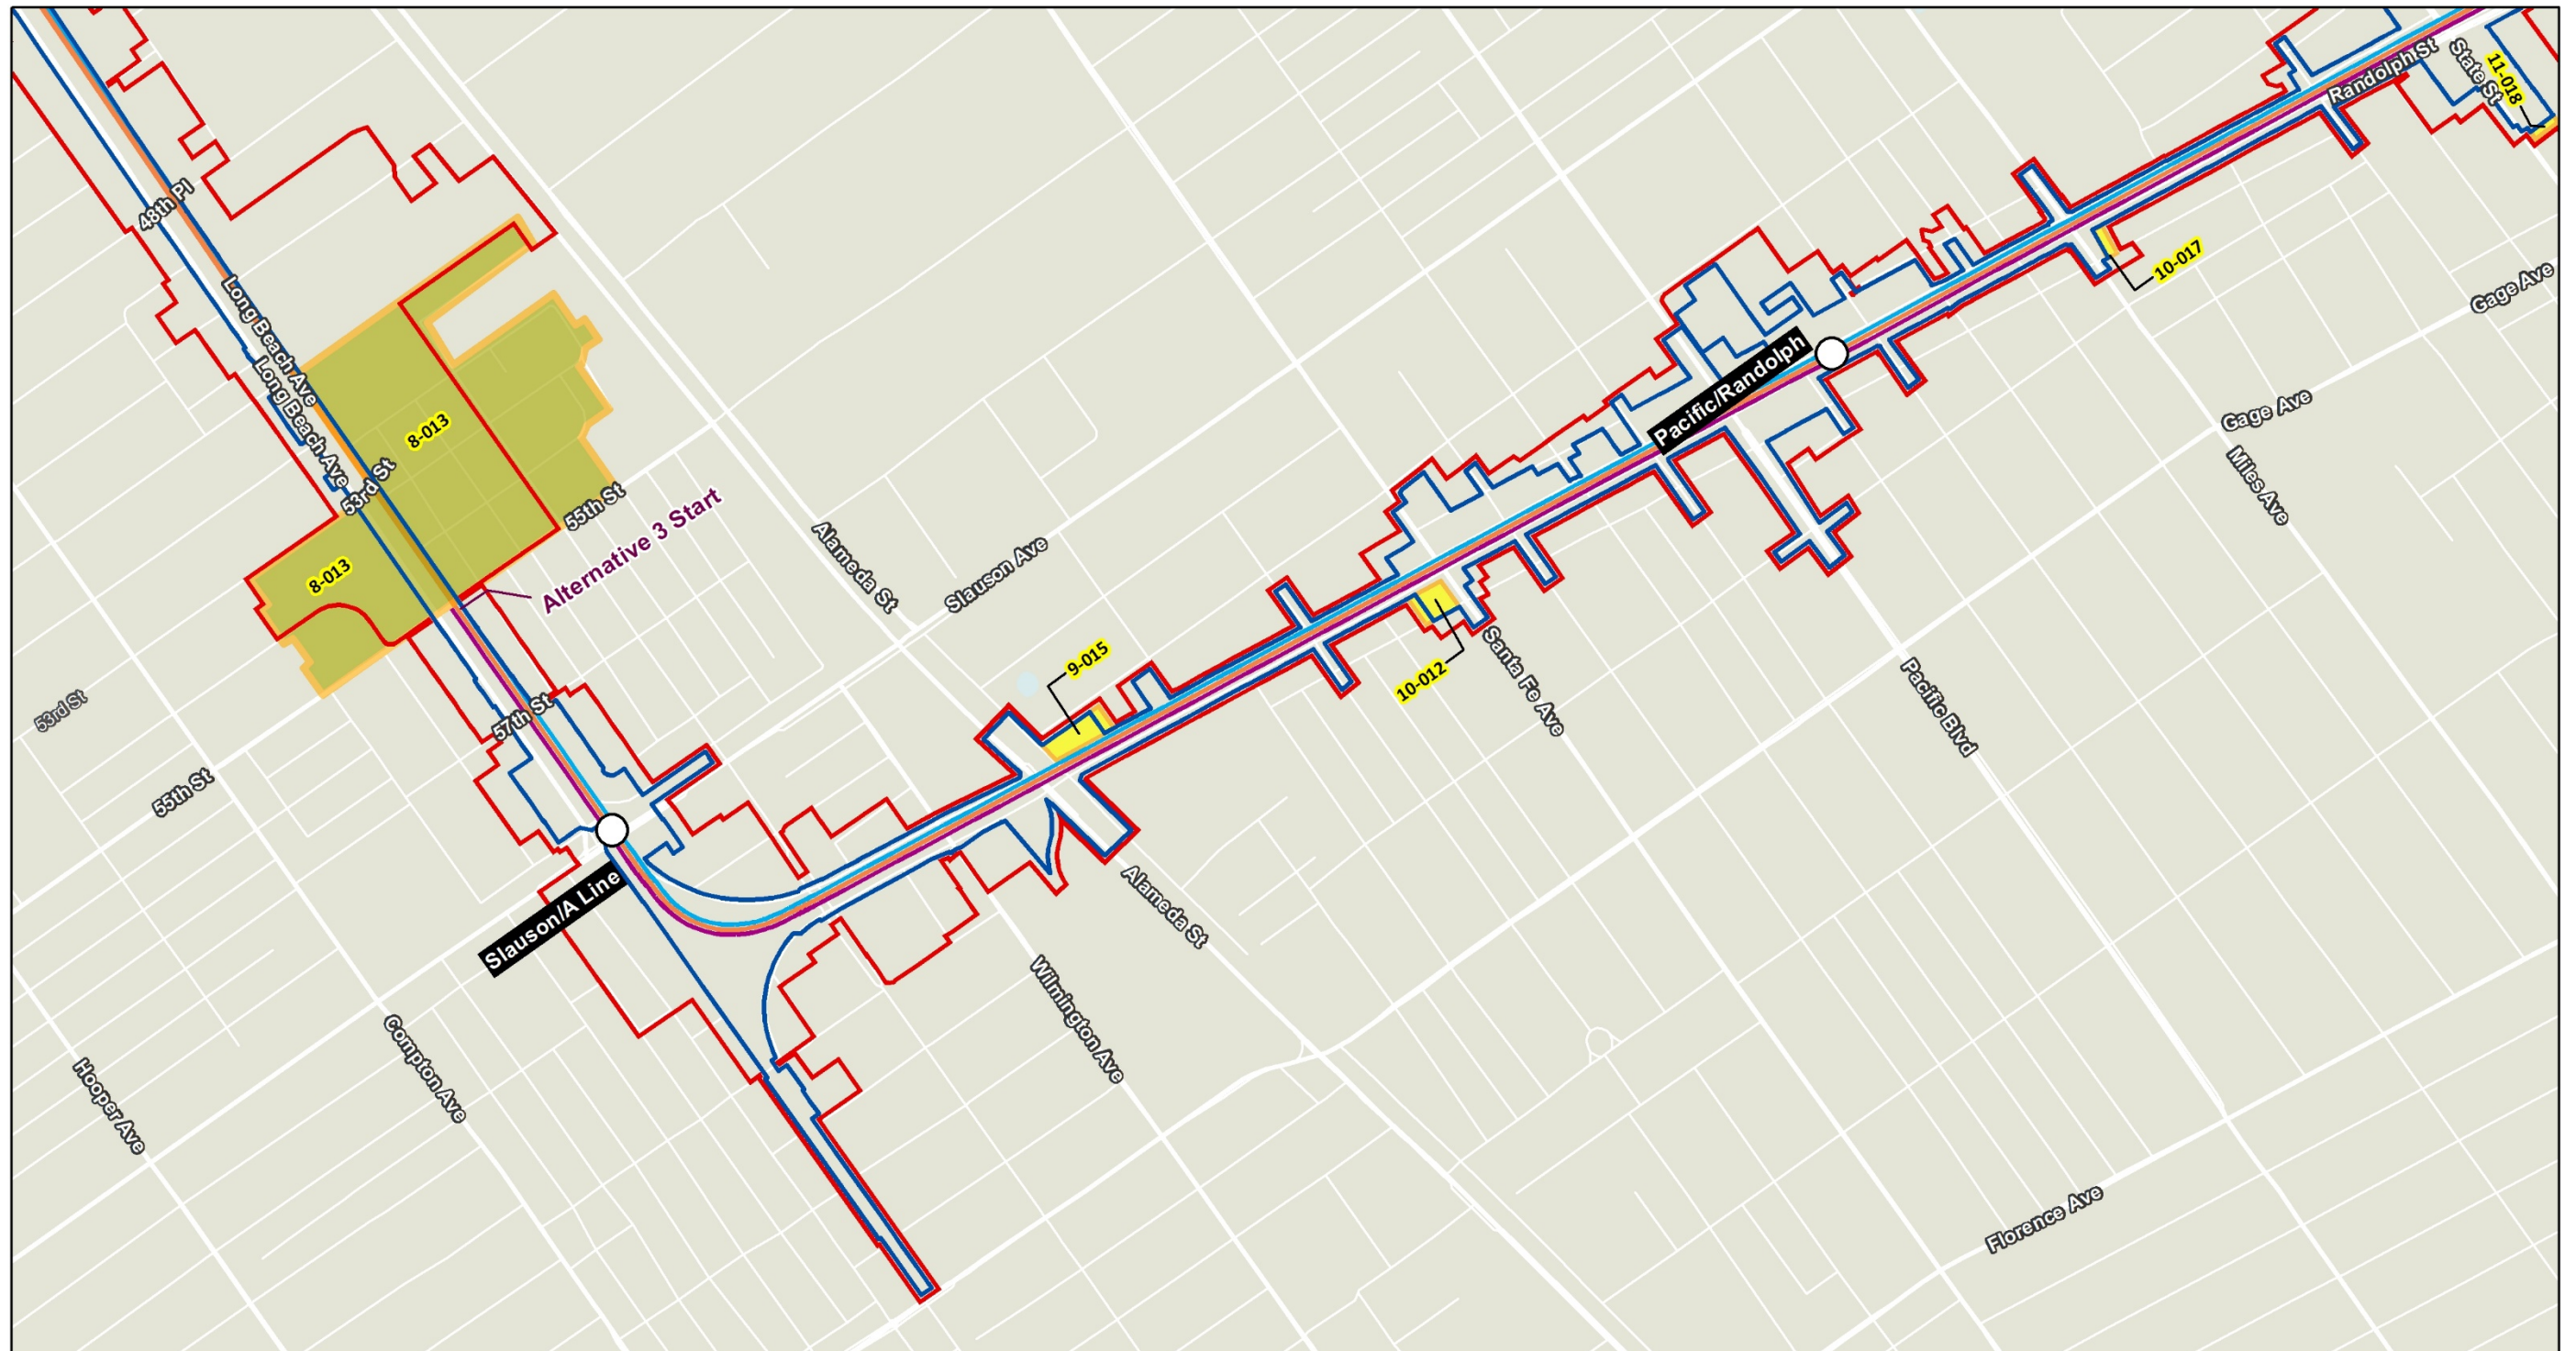 48th Pl
Long Beach Ave
Long Beach Ave
53rd St
8-013
8-013
55th St
Alternative 3 Start
53rd St
55th St
57th St
Slauson/A Line
Hooper Ave
Compton Ave
Wilmington Ave
Alameda St
Alameda St
Slauson Ave
9-015
10-012
Santa Fe Ave
Pacific/Randolph
Pacific Blvd
10-017
Randolph St
State St
11-018
Gage Ave
Gage Ave
Miles Ave
Florence Ave